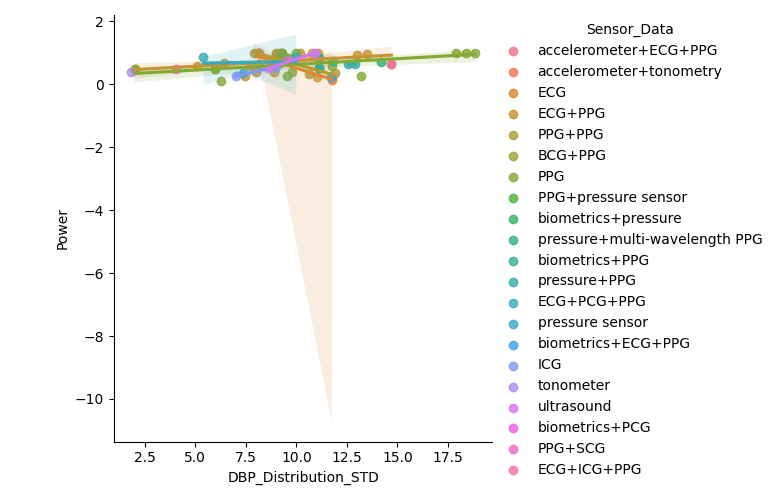 2
0
−2
−4
−6
−8
−10
Power
2.5 5.0 7.5 10.0 12.5 15.0 17.5
DBP_Distribution_STD
Sensor_Data
accelerometer+ECG+PPG
accelerometer+tonometry
ECG
ECG+PPG
PPG+PPG
BCG+PPG
PPG
PPG+pressure sensor
biometrics+pressure
pressure+multi-wavelength PPG
biometrics+PPG
pressure+PPG
ECG+PCG+PPG
pressure sensor
biometrics+ECG+PPG
ICG
tonometer
ultrasound
biometrics+PCG
PPG+SCG
ECG+ICG+PPG